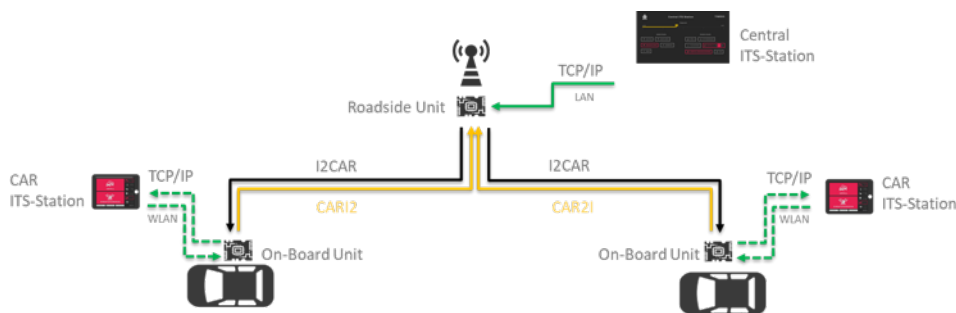 Central
ITS-Station
TCP/IP
LAN
Roadside Unit
I2CAR
I2CAR
CAR
ITS-Station
TCP/IP
WLAN
CARI2
CAR2I
TCP/IP
WLAN
CAR
ITS-Station
On-Board Unit
On-Board Unit